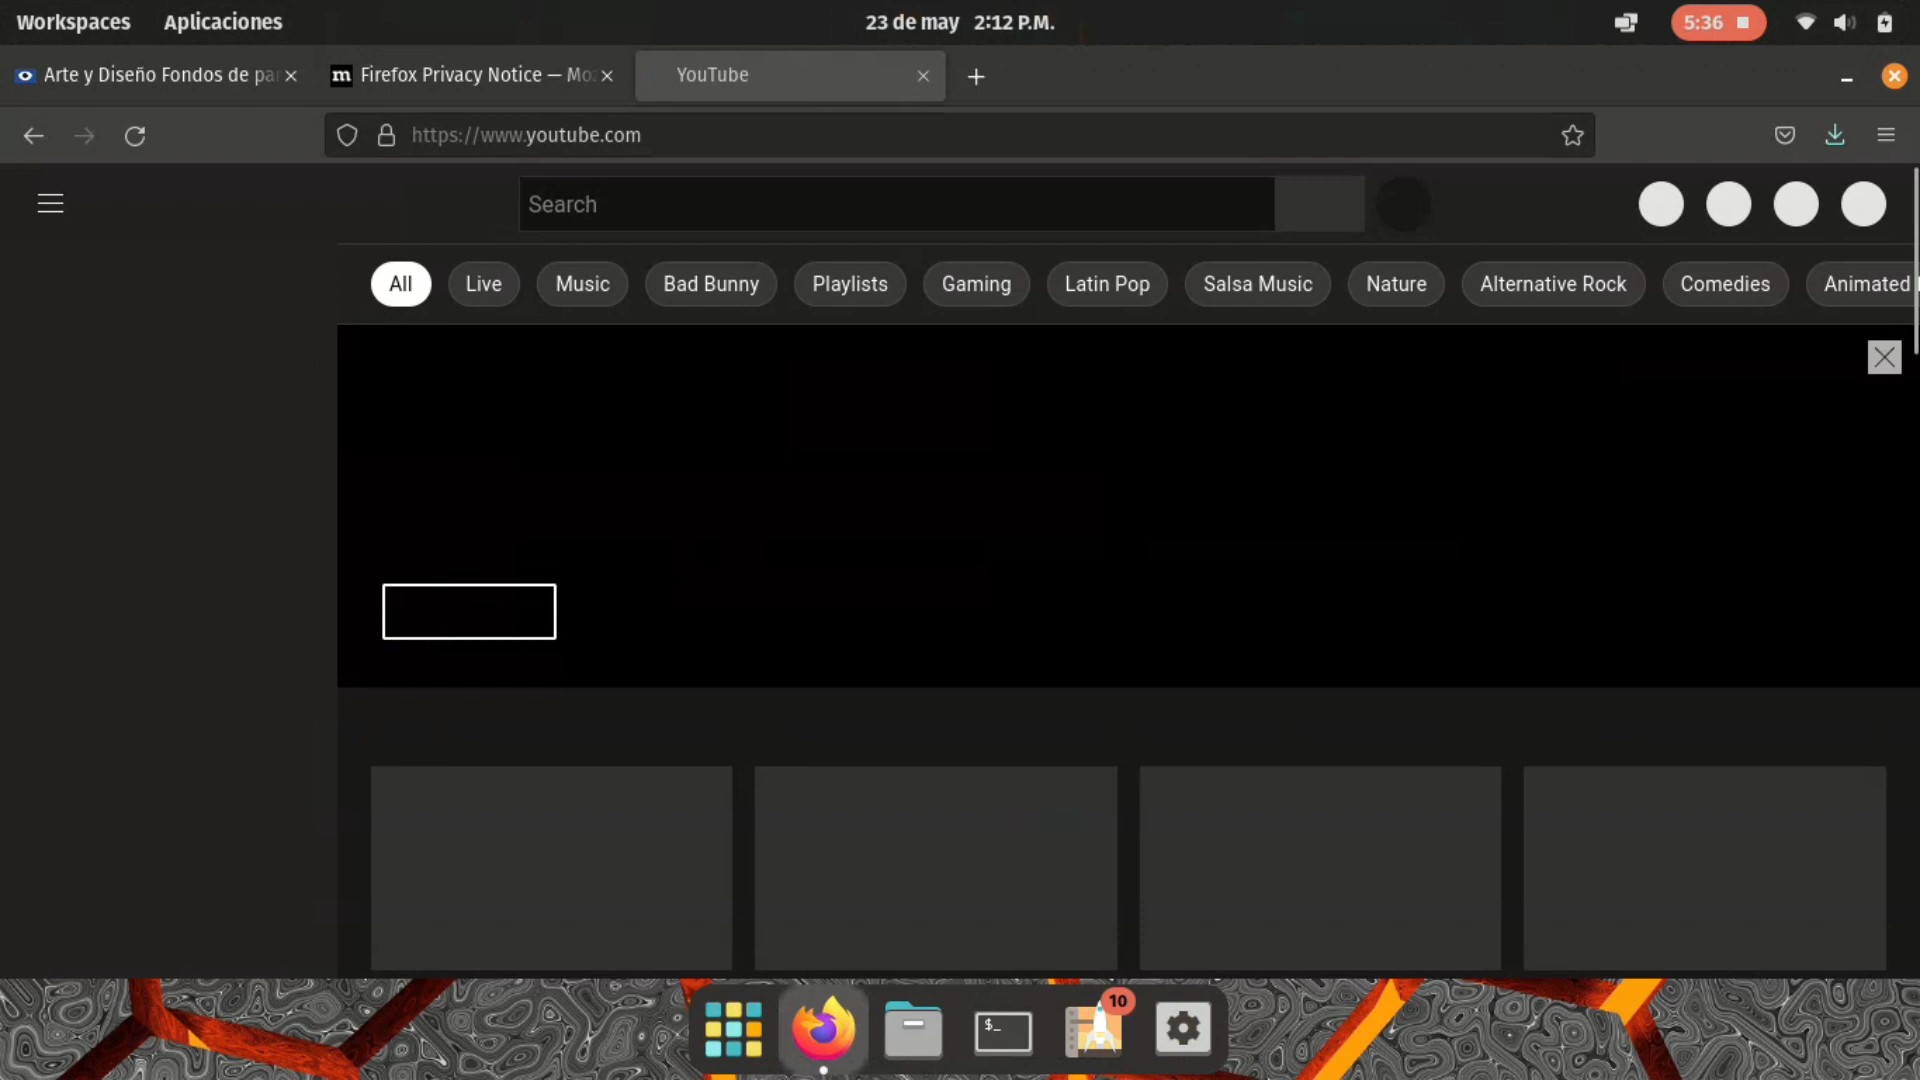 Workspaces Aplicaciones 23 de may 2:12 P.M. 5:36
Arte y Diseño Fondos de pa
m Firefox Privacy Notice — Moz
YouTube
https://www.youtube.com
Search
All Live Music Bad Bunny Playlists Gaming Latin Pop Salsa Music Nature Alternative Rock Comedies Animated
$_
10